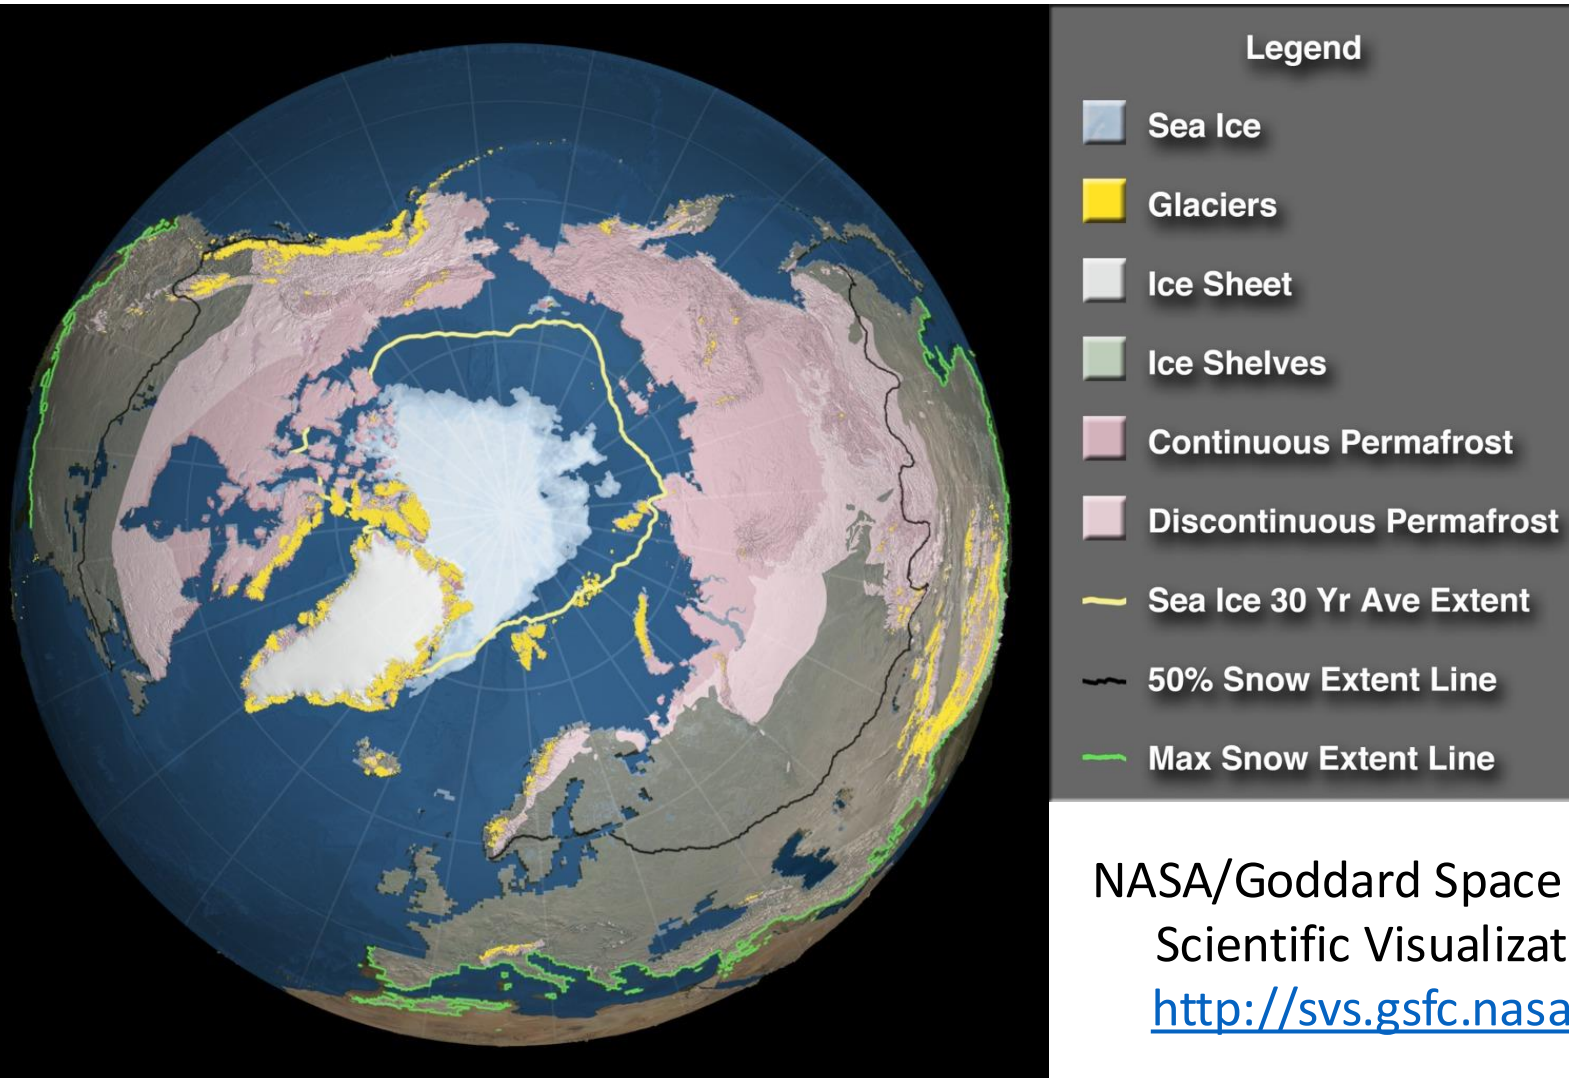 Legend
Sea Ice
Glaciers
Ice Sheet
Ice Shelves
Continuous Permafrost
Discontinuous Permafrost
Sea Ice 30 Yr Ave Extent
50% Snow Extent Line
Max Snow Extent Line
NASA/Goddard Space
Scientific Visualizat
http://svs.gsfc.nasa